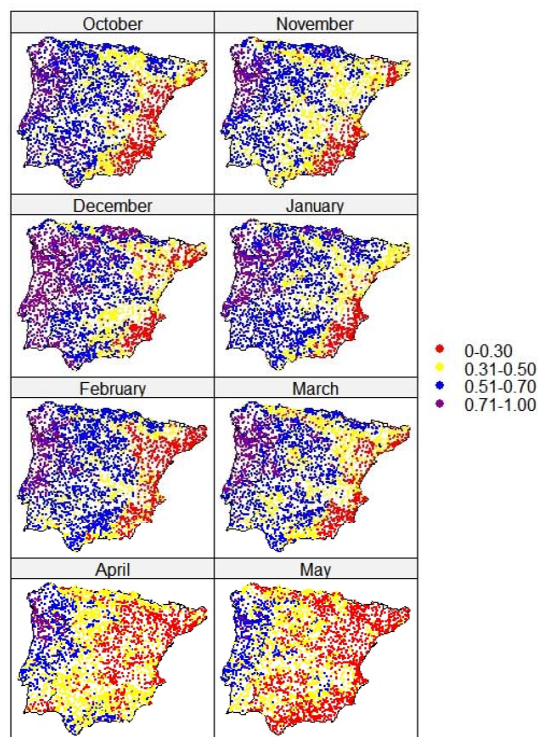 October
November
December
January
February
March
April
May
0-0.30
0.31-0.50
0.51-0.70
0.71-1.00